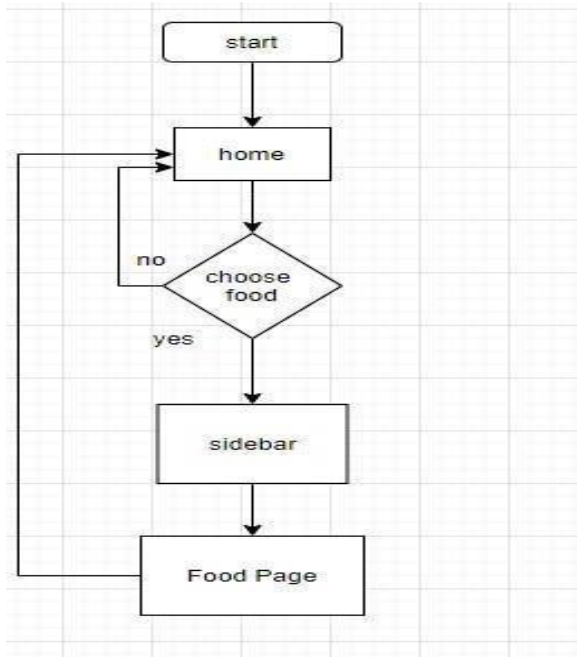 start
home
no
choose
food
yes
sidebar
Food Page